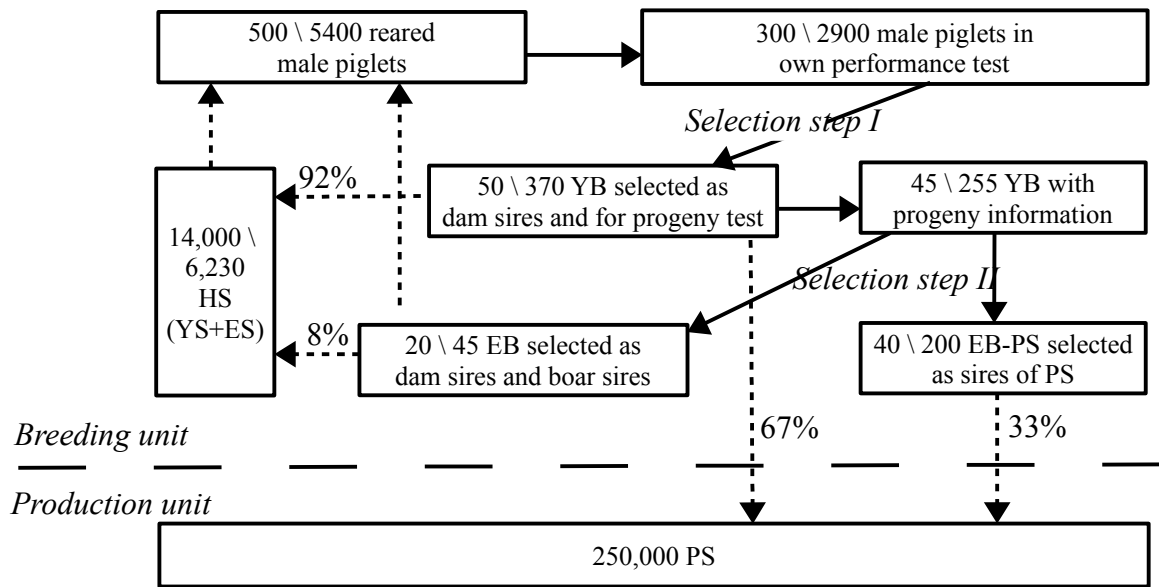 500 \ 5400 reared
male piglets
300 \ 2900 male piglets in
own performance test
Selection step I
92%
50 \ 370 YB selected as
dam sires and for progeny test
45 \ 255 YB with
progeny information
14,000 \
6,230
HS
(YS+ES)
Selection step II
8%
20 \ 45 EB selected as
dam sires and boar sires
40 \ 200 EB-PS selected
as sires of PS
67%
33%
Breeding unit
Production unit
250,000 PS